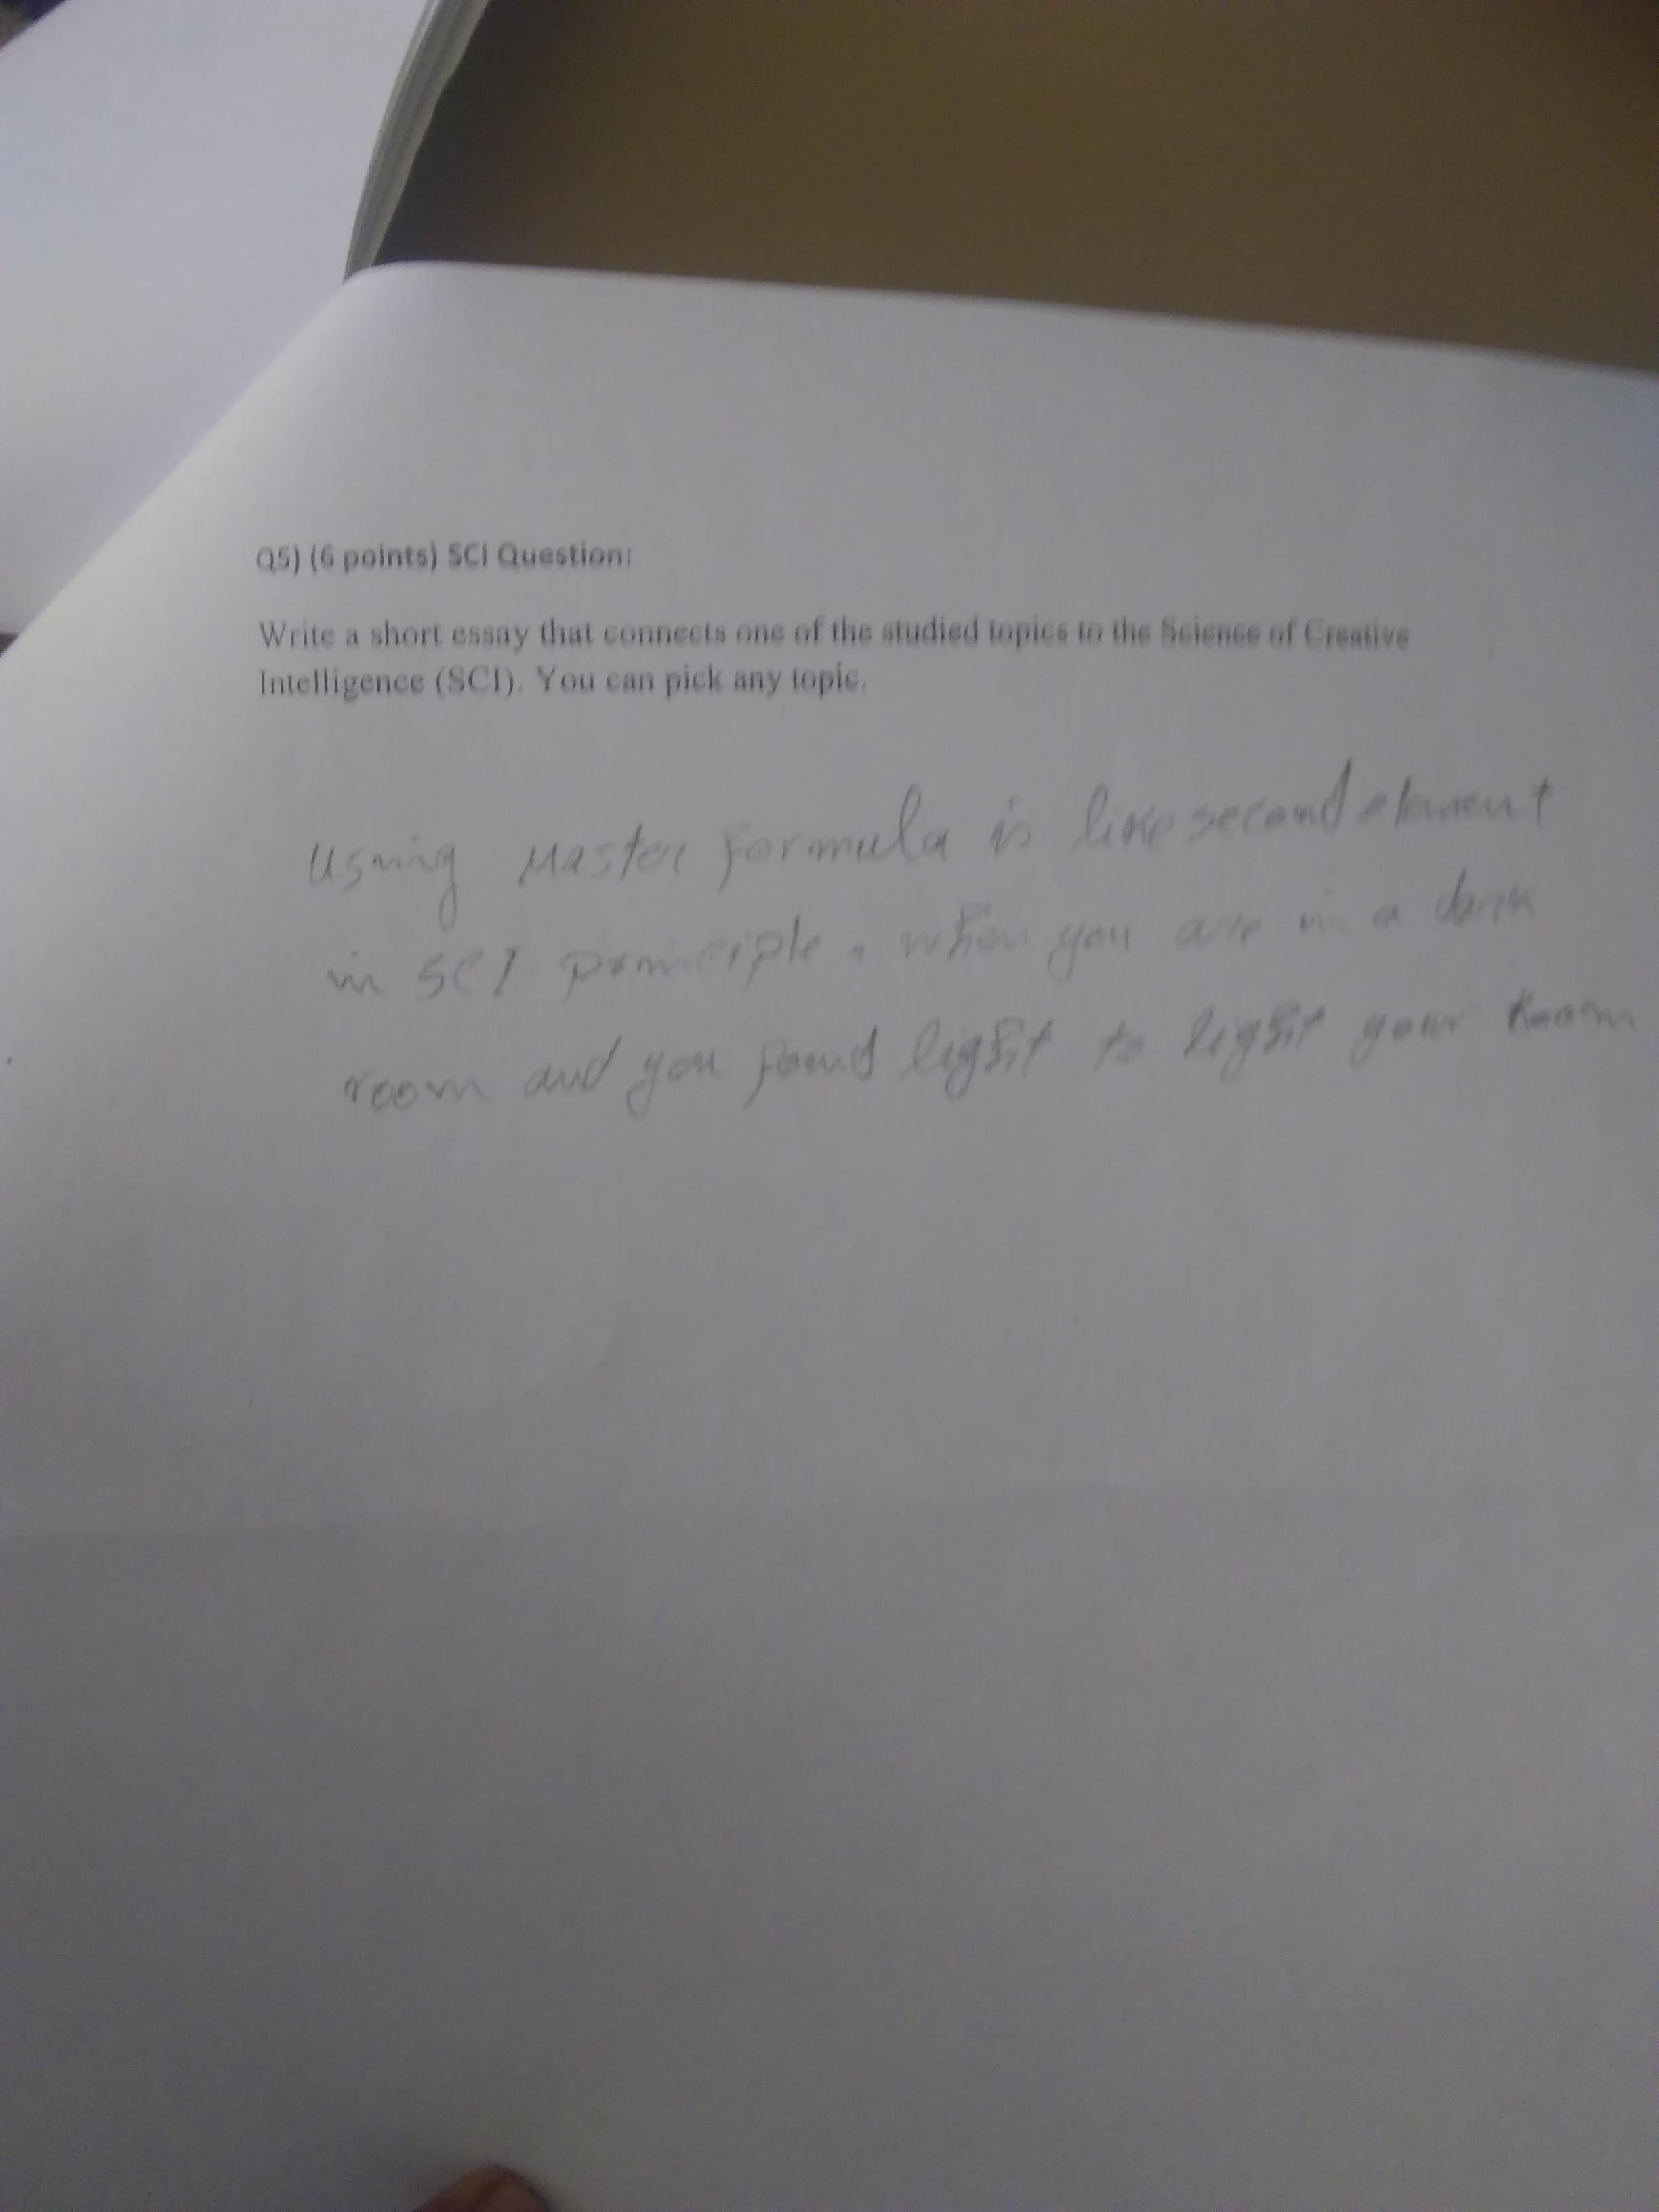 Q5) (6 points) SCI Question:
Write a short essay that connects one of the studied topics to the Science of Creative
Intelligence (SCI). You can pick any topic.
Using Master Formula is like second element
in SCI principle. when you are in a dark
room and you found light to light your room